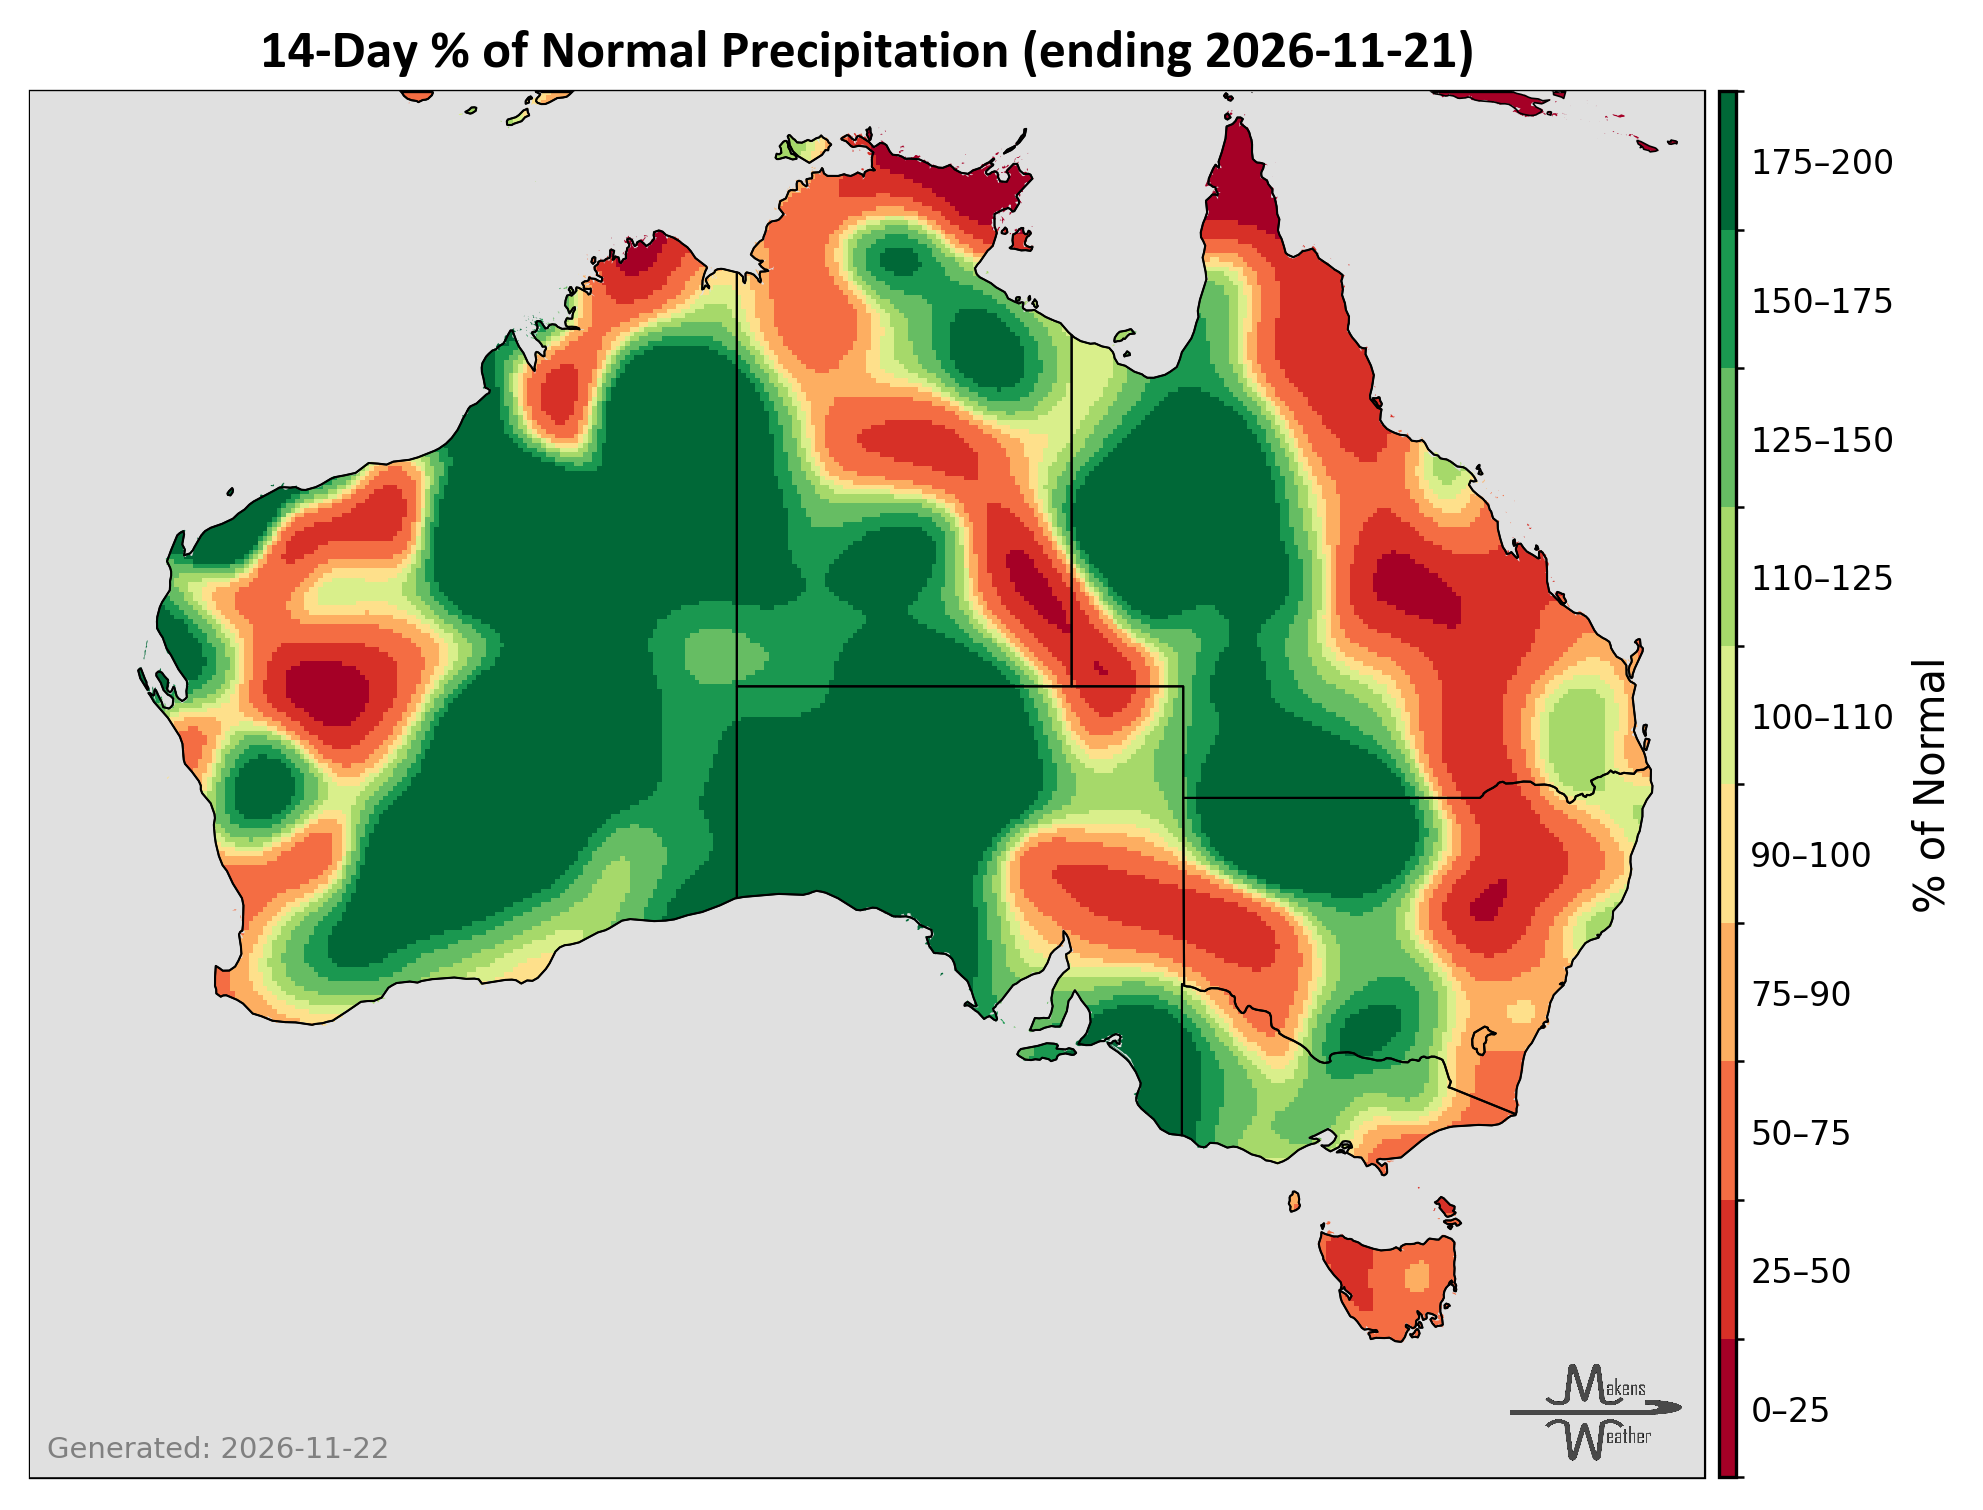 14-Day % of Normal Precipitation (ending 2026-11-21)
175–200
150–175
125–150
110–125
100–110
90–100
75–90
50–75
25–50
0–25
% of Normal
Makens
Weather
Generated: 2026-11-22